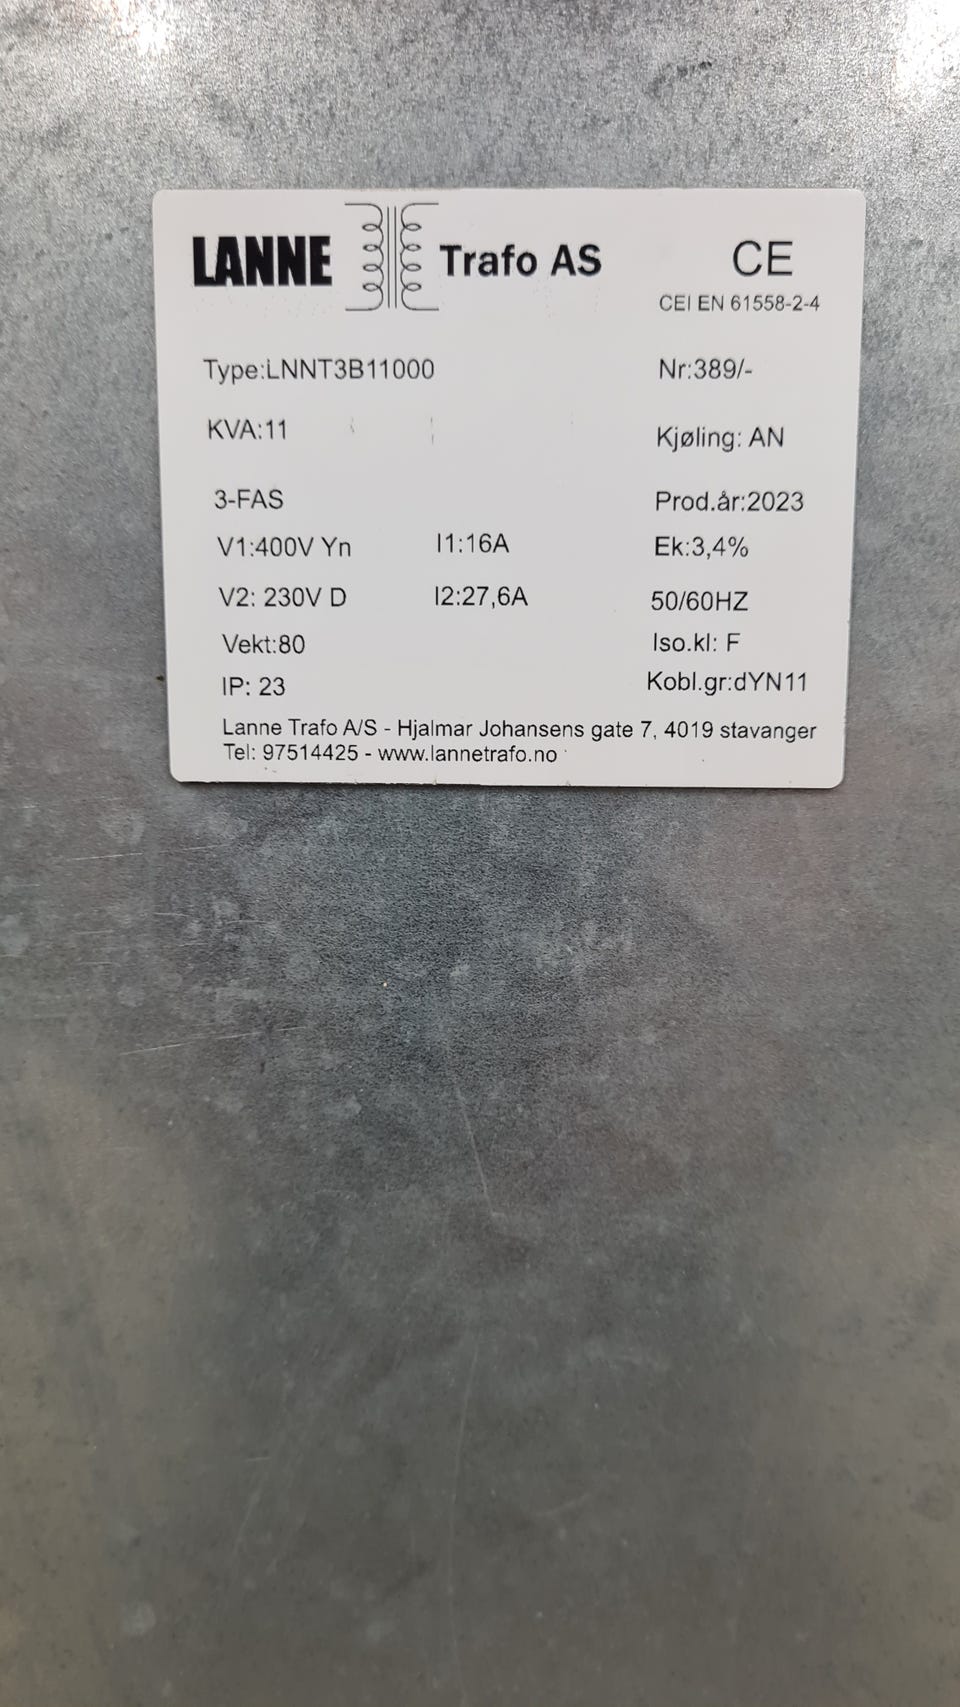 LANNE Trafo AS CE
CEI EN 61558-2-4
Type:LNNT3B11000 Nr:389/-
KVA:11 Kjøling: AN
3-FAS Prod.år:2023
V1:400V Yn I1:16A Ek:3,4%
V2: 230V D I2:27,6A 50/60HZ
Vekt:80 Iso.kl: F
IP: 23 Kobl.gr:dYN11
Lanne Trafo A/S - Hjalmar Johansens gate 7, 4019 stavanger
Tel: 97514425 - www.lannetrafo.no